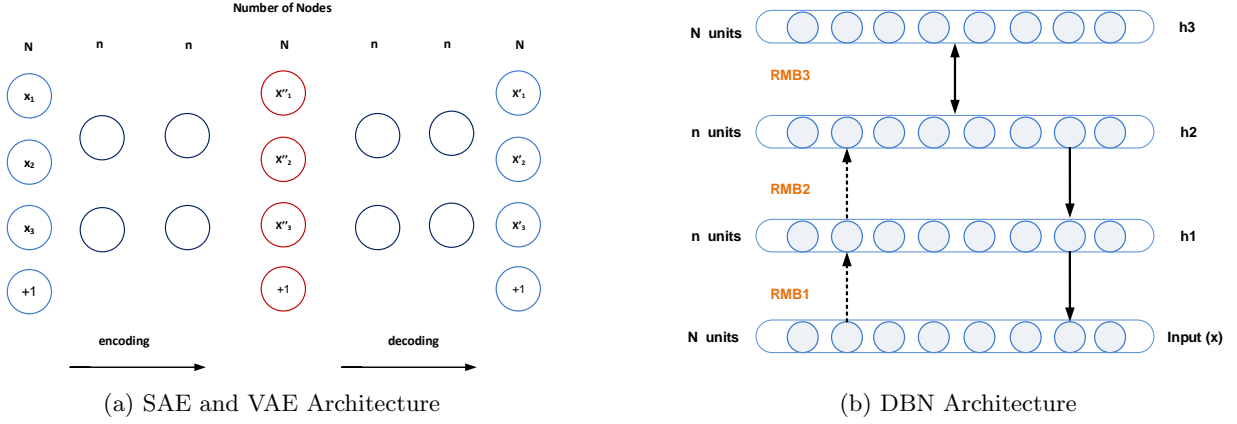 Number of Nodes
N n n N n n N
x₁ X''₁ X'₁
x₂ X''₂ X'₂
x₃ X''₃ X'₃
+1 +1 +1
encoding decoding
(a) SAE and VAE Architecture
N units h3
RMB3
n units h2
RMB2
n units h1
RMB1
N units Input (x)
(b) DBN Architecture